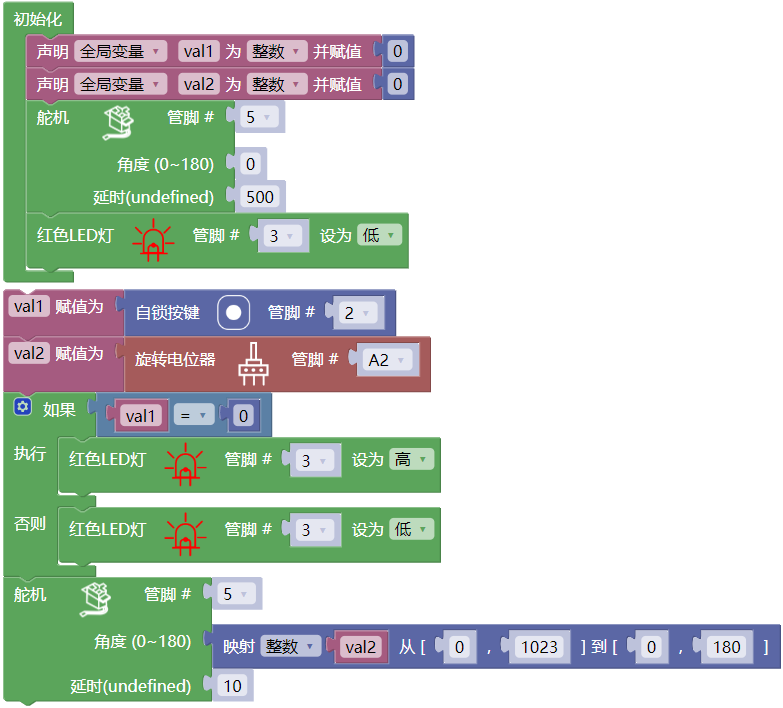 初始化
声明 全局变量 val1 为 整数 并赋值 0
声明 全局变量 val2 为 整数 并赋值 0
舵机 管脚 # 5
角度 (0~180) 0
延时(undefined) 500
红色LED灯 管脚 # 3 设为 低
val1 赋值为 自锁按键 管脚 # 2
val2 赋值为 旋转电位器 管脚 # A2
如果 val1 = 0
执行 红色LED灯 管脚 # 3 设为 高
否则 红色LED灯 管脚 # 3 设为 低
舵机 管脚 # 5
角度 (0~180) 映射 整数 val2 从 [ 0 , 1023 ] 到 [ 0 , 180 ]
延时(undefined) 10